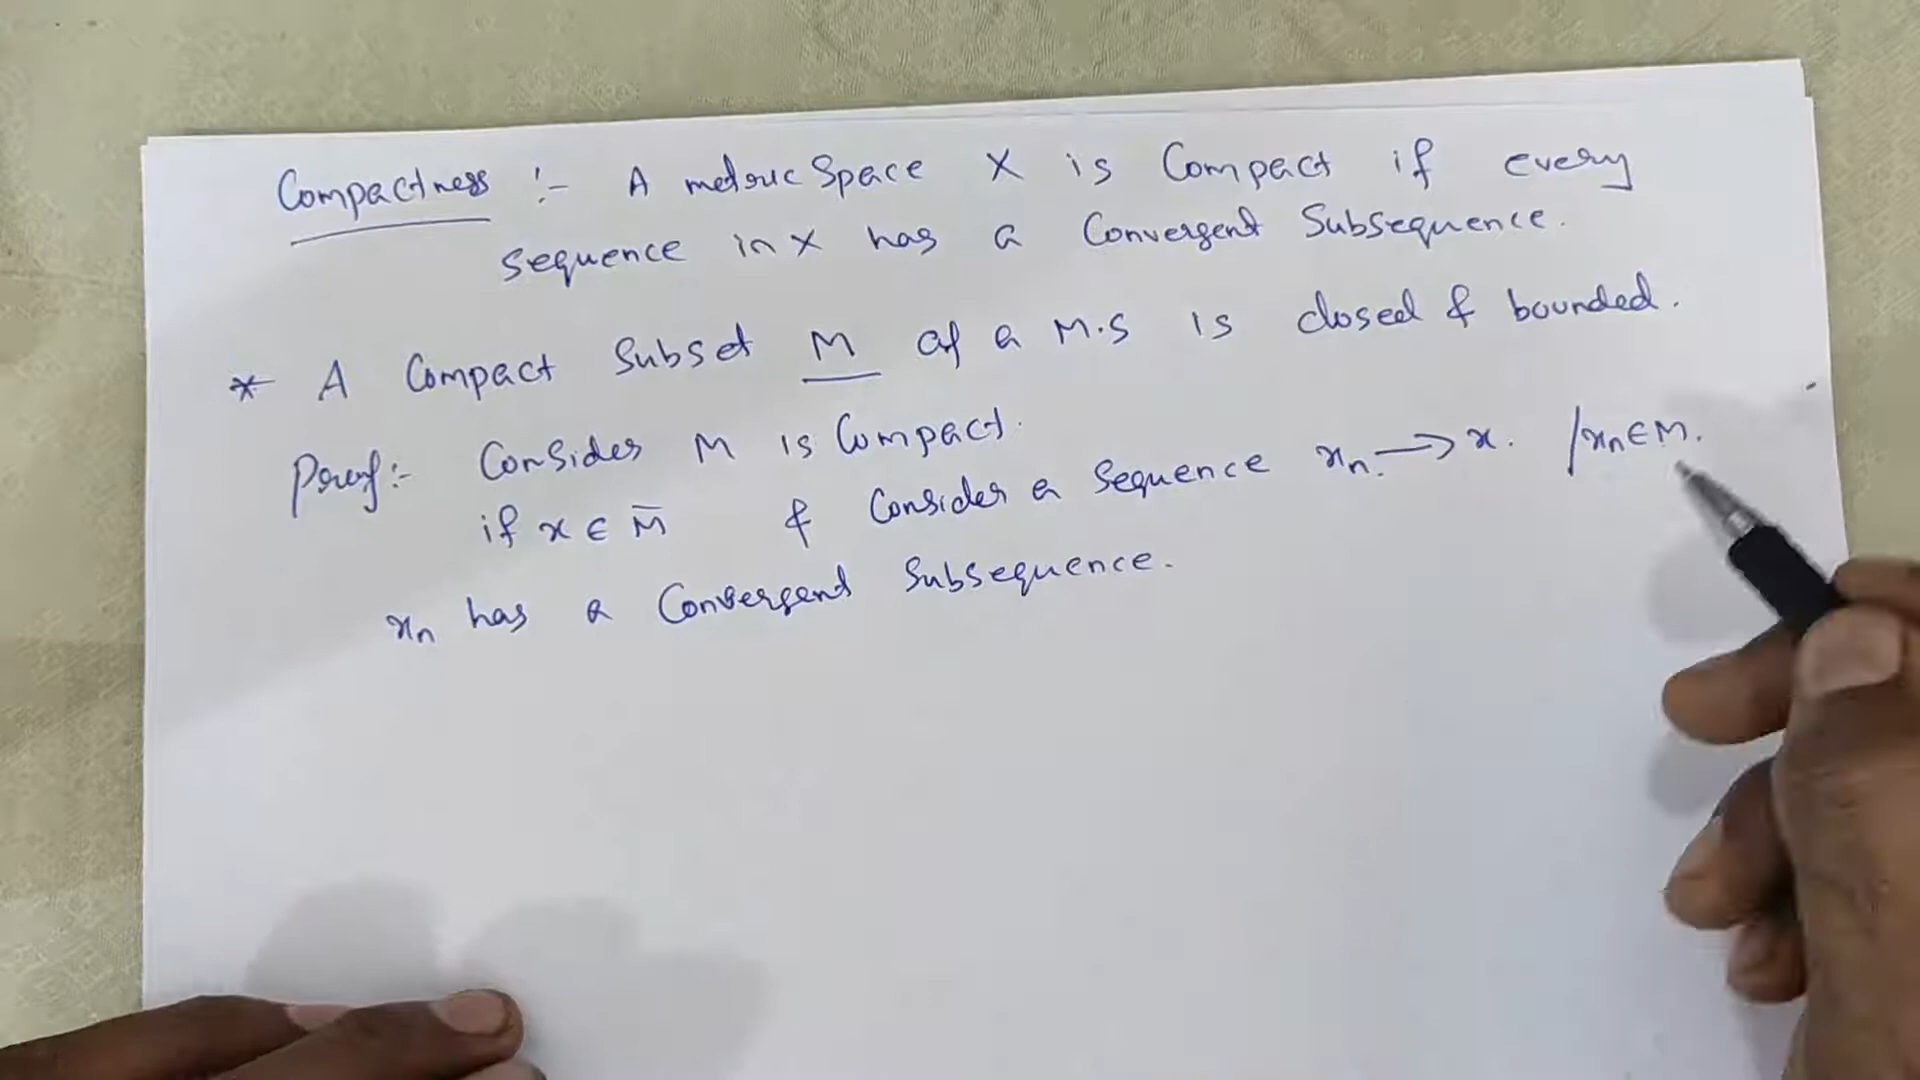 Compactness :- A metric Space X is Compact if every
sequence in X has a Convergent Subsequence.
* A Compact Subset M of a M.S is closed & bounded.
Proof:- Consider M is Compact.
if x ∈ M̄ & Consider a Sequence xₙ → x. /xₙ∈M.
xₙ has a Convergent Subsequence.